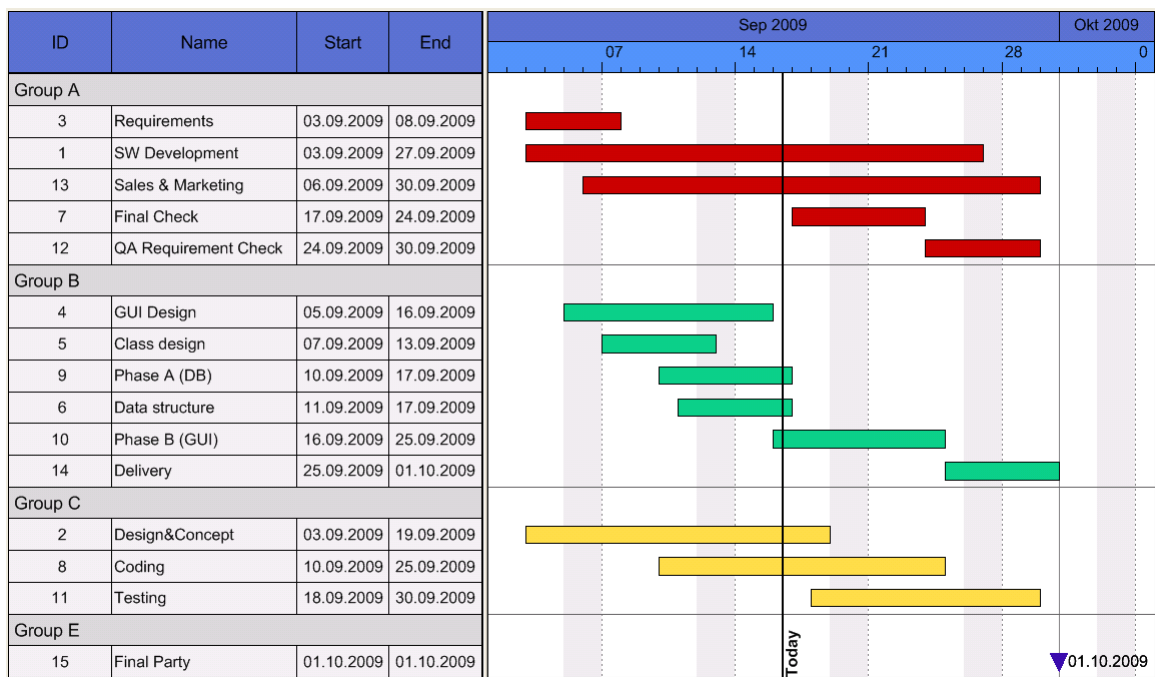 ID Name Start End Sep 2009 Okt 2009
07 14 21 28 0
Group A
3 Requirements 03.09.2009 08.09.2009
1 SW Development 03.09.2009 27.09.2009
13 Sales & Marketing 06.09.2009 30.09.2009
7 Final Check 17.09.2009 24.09.2009
12 QA Requirement Check 24.09.2009 30.09.2009
Group B
4 GUI Design 05.09.2009 16.09.2009
5 Class design 07.09.2009 13.09.2009
9 Phase A (DB) 10.09.2009 17.09.2009
6 Data structure 11.09.2009 17.09.2009
10 Phase B (GUI) 16.09.2009 25.09.2009
14 Delivery 25.09.2009 01.10.2009
Group C
2 Design&Concept 03.09.2009 19.09.2009
8 Coding 10.09.2009 25.09.2009
11 Testing 18.09.2009 30.09.2009
Group E
15 Final Party 01.10.2009 01.10.2009
Today
01.10.2009